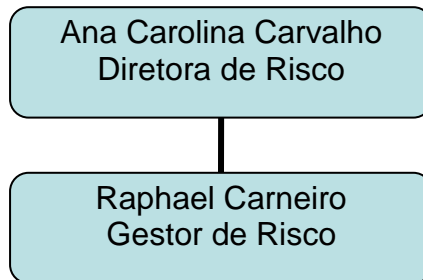 Ana Carolina Carvalho
Diretora de Risco
Raphael Carneiro
Gestor de Risco